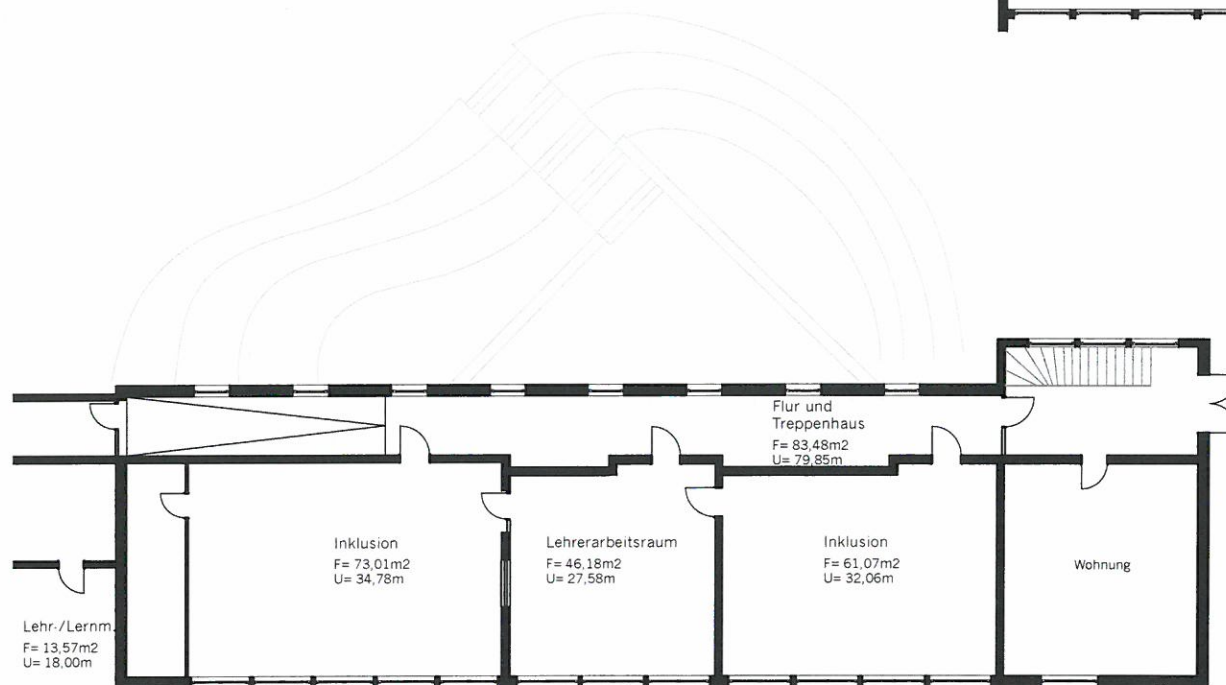 Flur und
Treppenhaus
F= 83,48m2
U= 79,85m
Inklusion
F= 73,01m2
U= 34,78m
Lehrerarbeitsraum
F= 46,18m2
U= 27,58m
Inklusion
F= 61,07m2
U= 32,06m
Wohnung
Lehr-/Lernm.
F= 13,57m2
U= 18,00m